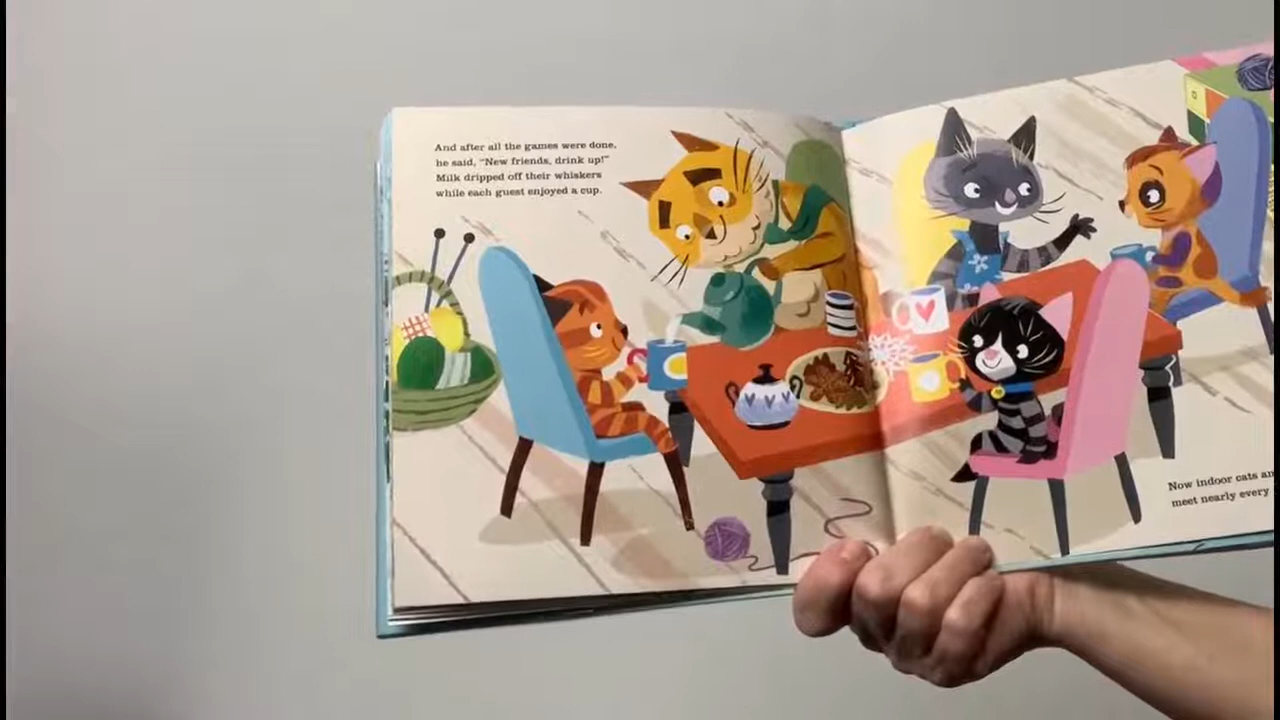 And after all the games were done,
he said, “New friends, drink up!”
Milk dripped off their whiskers
while each guest enjoyed a cup.
Now indoor cats
meet nearly every